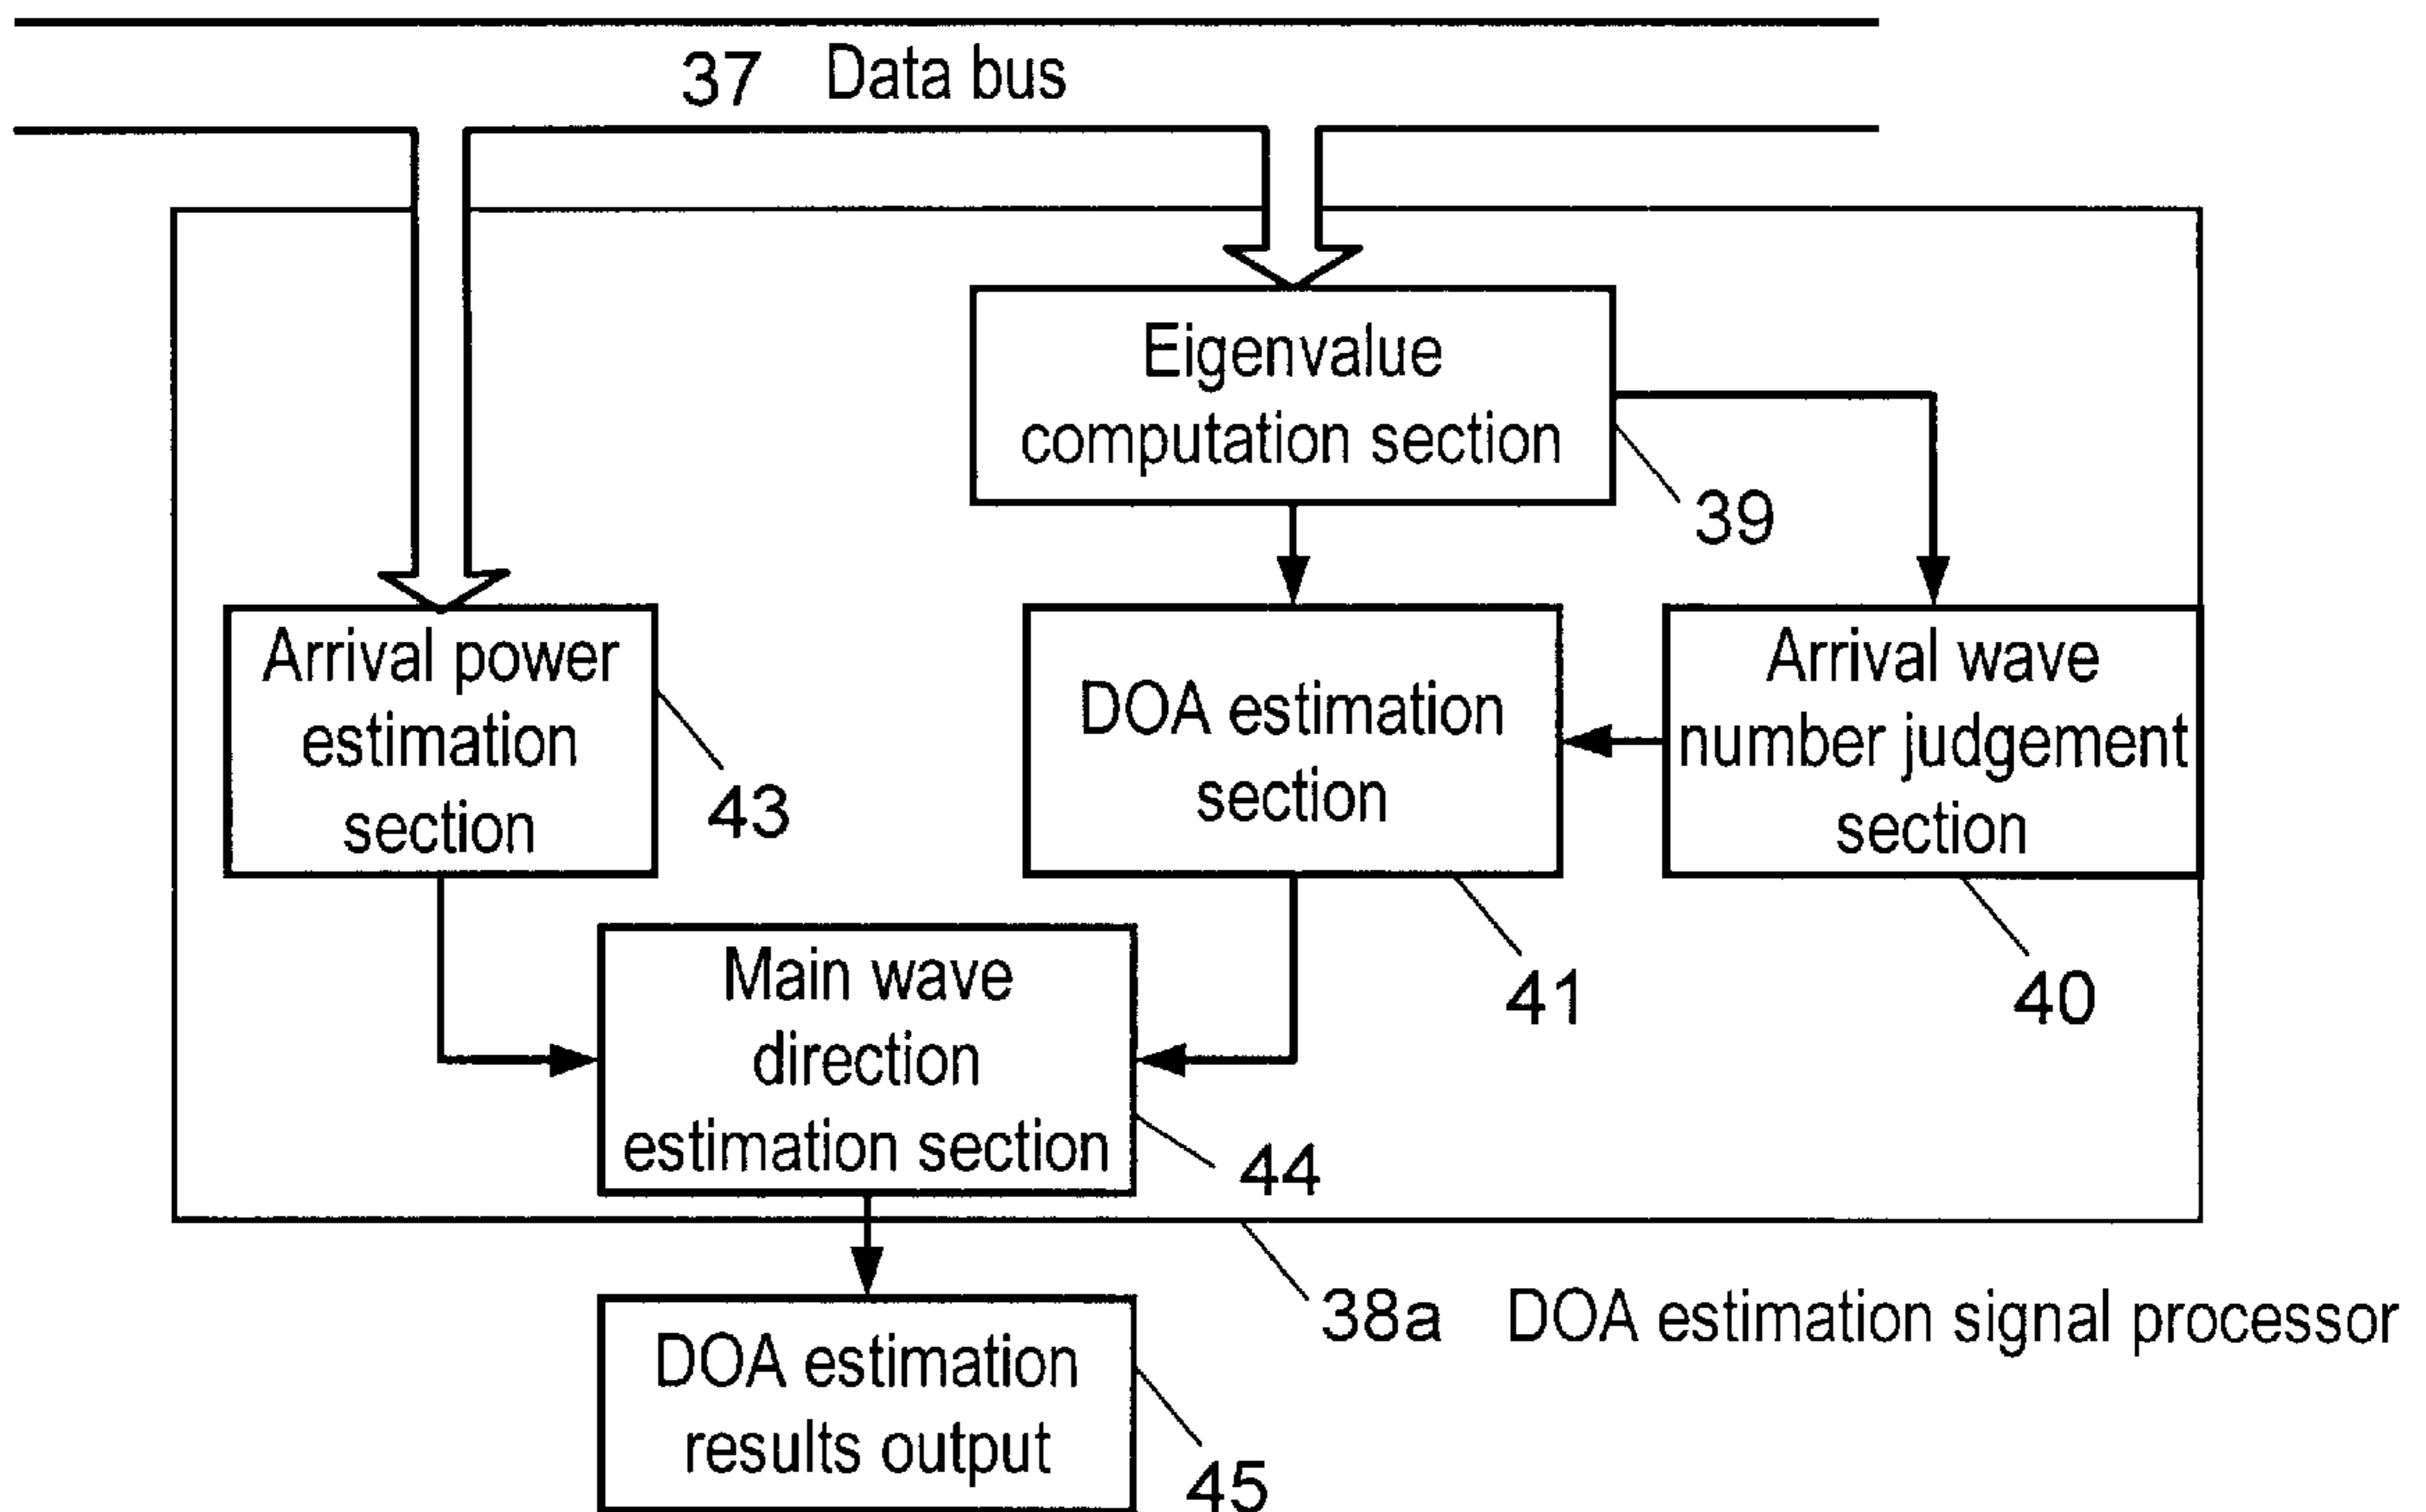 37 Data bus
Eigenvalue
computation section
39
Arrival power
estimation
section
43
DOA estimation
section
41
Arrival wave
number judgement
section
40
Main wave
direction
estimation section
44
38a DOA estimation signal processor
DOA estimation
results output
45